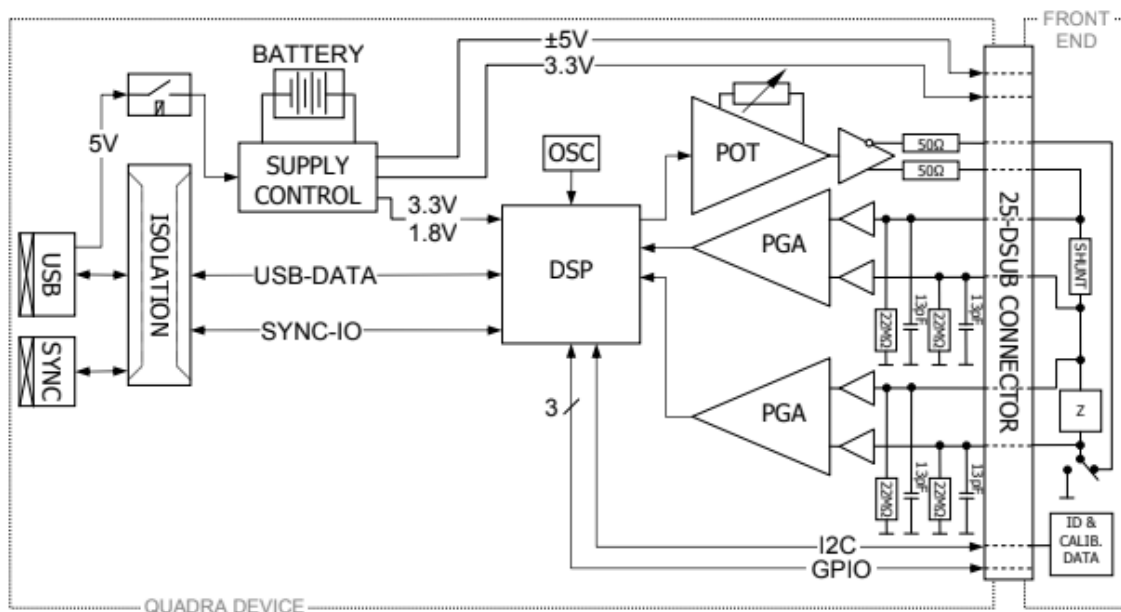 FRONT
END
BATTERY
±5V
3.3V
5V
SUPPLY
CONTROL
OSC
POT
50Ω
50Ω
3.3V
1.8V
ISOLATION
25-DSUB CONNECTOR
SHUNT
PGA
DSP
USB
USB-DATA
22MΩ
13pF
22MΩ
13pF
SYNC-IO
SYNC
3
PGA
Z
22MΩ
13pF
22MΩ
13pF
I2C
GPIO
ID &
CALIB.
DATA
QUADRA DEVICE